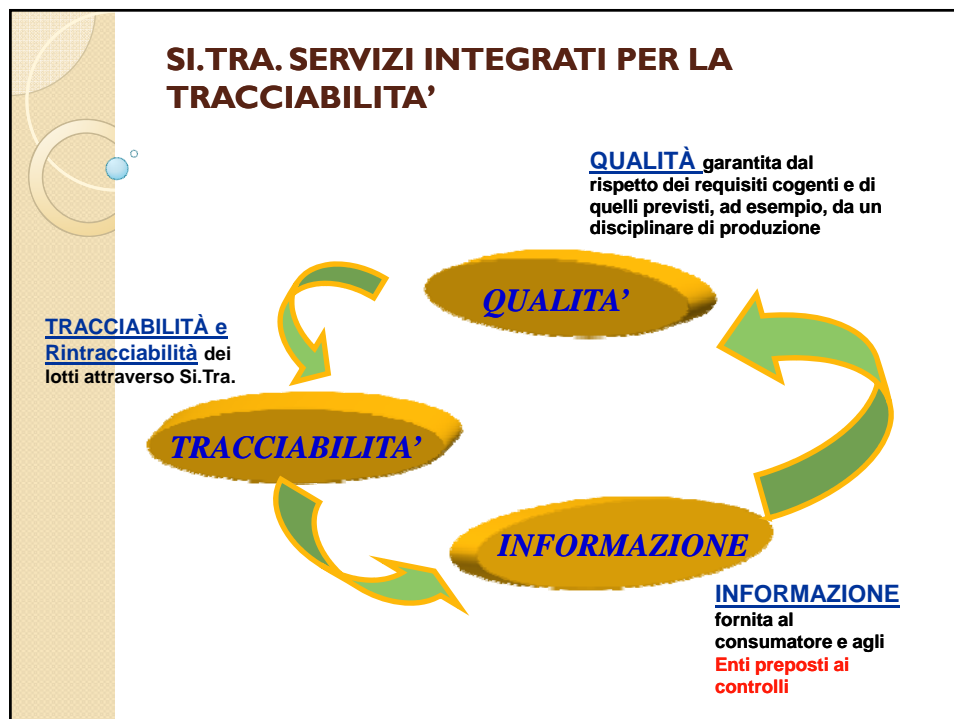 SI.TRA. SERVIZI INTEGRATI PER LA
TRACCIABILITA’
QUALITÀ garantita dal
rispetto dei requisiti cogenti e di
quelli previsti, ad esempio, da un
disciplinare di produzione
QUALITA’
TRACCIABILITÀ e
Rintracciabilità dei
lotti attraverso Si.Tra.
TRACCIABILITA’
INFORMAZIONE
INFORMAZIONE
fornita al
consumatore e agli
Enti preposti ai
controlli